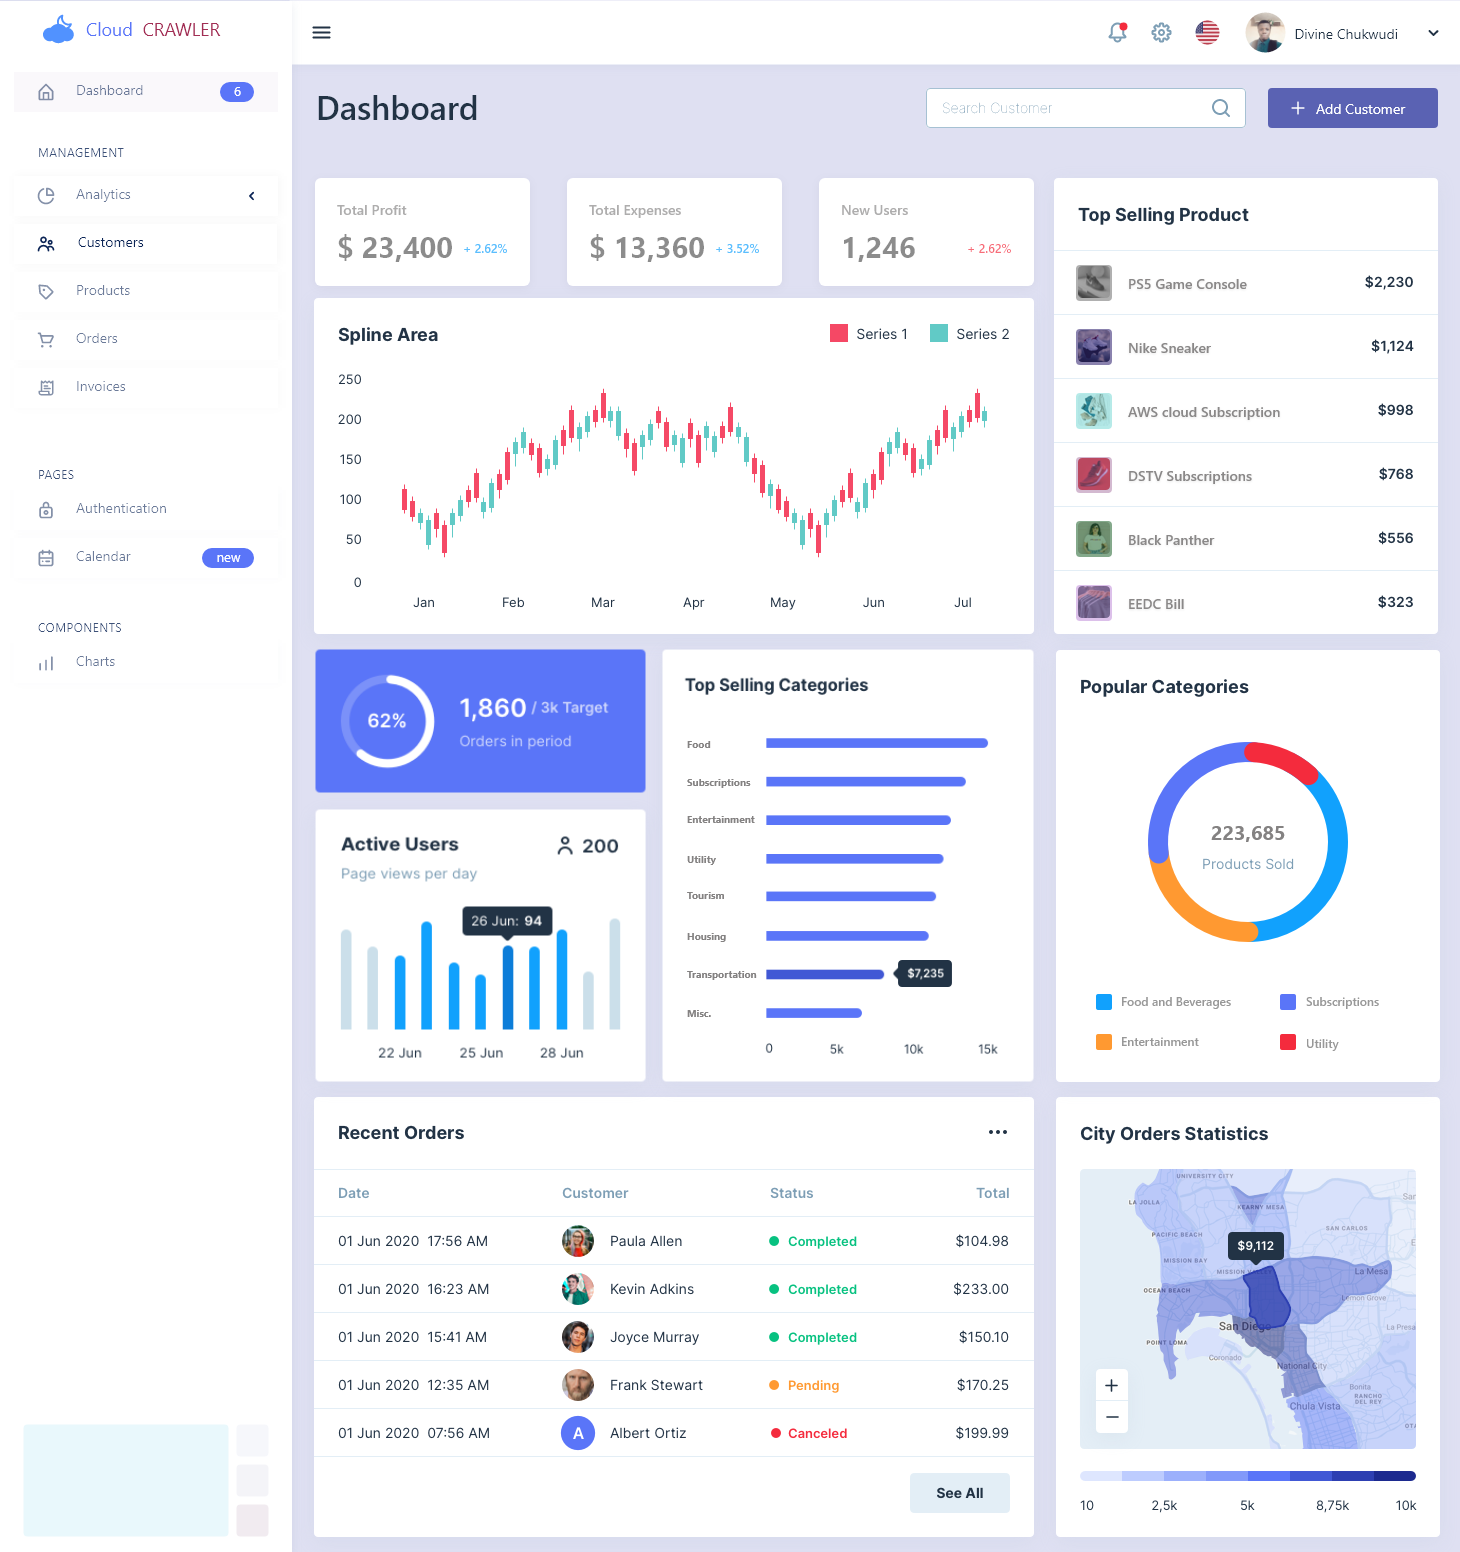 Cloud CRAWLER
Divine Chukwudi
Dashboard 6
MANAGEMENT
Analytics
Customers
Products
Orders
Invoices
PAGES
Authentication
Calendar new
COMPONENTS
Charts
Dashboard
Search Customer
Add Customer
Total Profit
$ 23,400 + 2.62%
Total Expenses
$ 13,360 + 3.52%
New Users
1,246 + 2.62%
Spline Area
Series 1 Series 2
250
200
150
100
50
0
Jan Feb Mar Apr May Jun Jul
Top Selling Product
PS5 Game Console $2,230
Nike Sneaker $1,124
AWS cloud Subscription $998
DSTV Subscriptions $768
Black Panther $556
EEDC Bill $323
62%
1,860 / 3k Target
Orders in period
Active Users 200
Page views per day
26 Jun: 94
22 Jun 25 Jun 28 Jun
Top Selling Categories
Food
Subscriptions
Entertainment
Utility
Tourism
Housing
Transportation $7,235
Misc.
0 5k 10k 15k
Popular Categories
223,685
Products Sold
Food and Beverages Subscriptions
Entertainment Utility
Recent Orders
Date Customer Status Total
01 Jun 2020 17:56 AM Paula Allen Completed $104.98
01 Jun 2020 16:23 AM Kevin Adkins Completed $233.00
01 Jun 2020 15:41 AM Joyce Murray Completed $150.10
01 Jun 2020 12:35 AM Frank Stewart Pending $170.25
01 Jun 2020 07:56 AM A Albert Ortiz Canceled $199.99
See All
City Orders Statistics
UNIVERSITY CITY
LA JOLLA
KEARNY MESA
SAN CARLOS
PACIFIC BEACH
$9,112
MISSION BAY
La Mesa
OCEAN BEACH
Lemon Grove
San Diego
La Presa
POINT LOMA
Coronado
National City
Bonita
RANCHO
DEL REY
Chula Vista
10 2,5k 5k 8,75k 10k